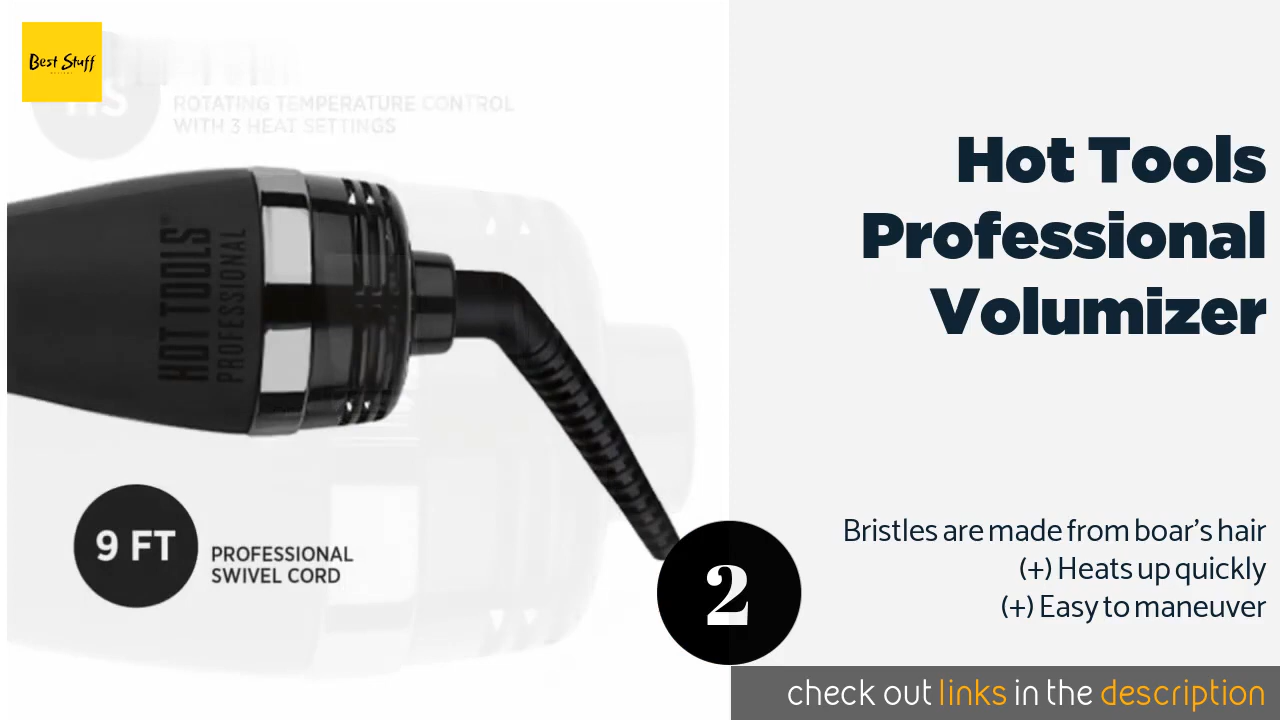 Best Stuff
HS
ROTATING TEMPERATURE CONTROL
WITH 3 HEAT SETTINGS
HOT TOOLS®
PROFESSIONAL
9 FT
PROFESSIONAL
SWIVEL CORD
2
Hot Tools
Professional
Volumizer
Bristles are made from boar's hair
(+) Heats up quickly
(+) Easy to maneuver
check out links in the description